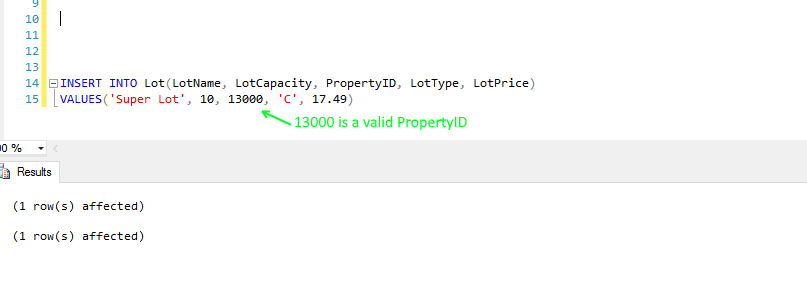 9
10
11
12
13
14 INSERT INTO Lot(LotName, LotCapacity, PropertyID, LotType, LotPrice)
15 VALUES('Super Lot', 10, 13000, 'C', 17.49)
13000 is a valid PropertyID
00 %
Results
(1 row(s) affected)
(1 row(s) affected)